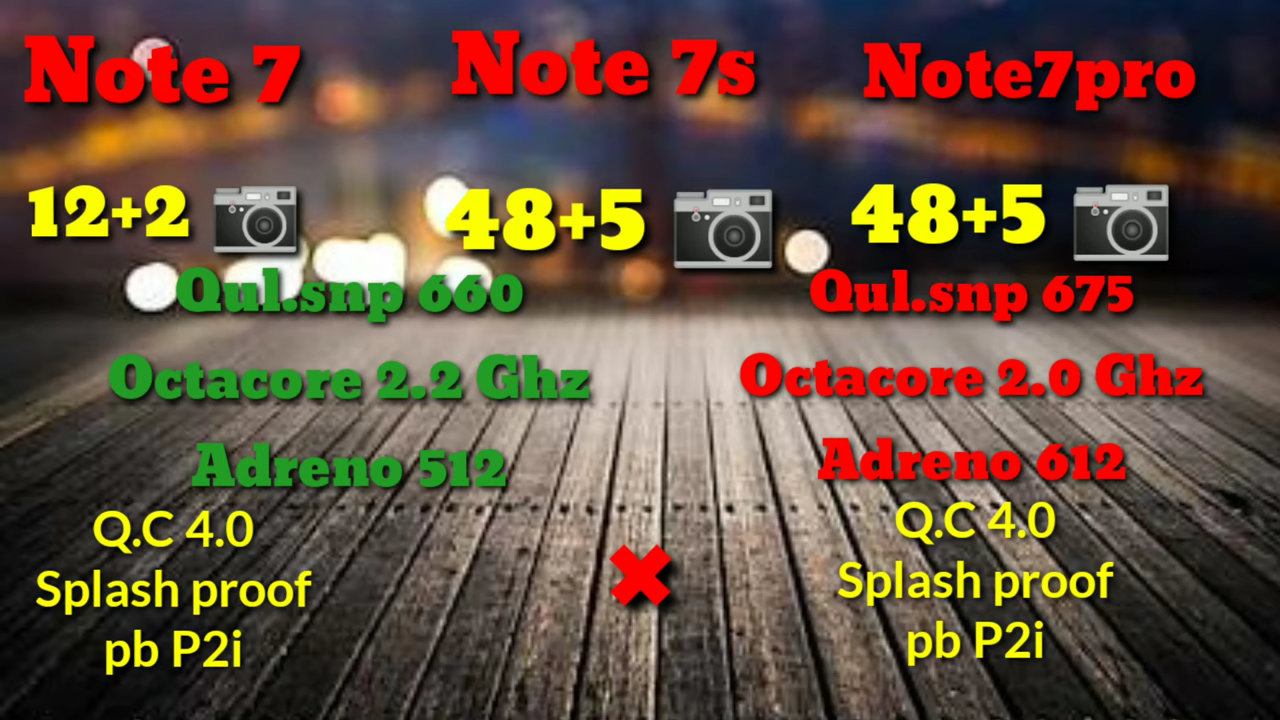 Note 7 Note 7s Note7pro
12+2 48+5 48+5
Qul.snp 660 Qul.snp 675
Octacore 2.2 Ghz Octacore 2.0 Ghz
Adreno 512 Adreno 612
Q.C 4.0 Q.C 4.0
Splash proof Splash proof
pb P2i pb P2i